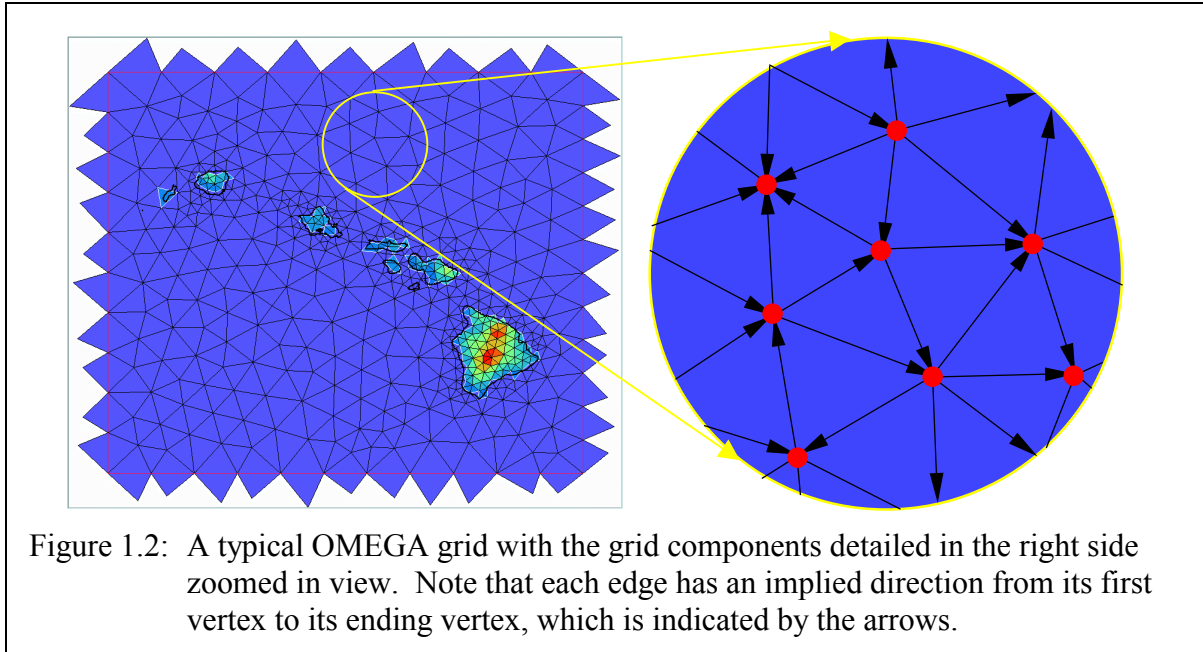 Figure 1.2: A typical OMEGA grid with the grid components detailed in the right side
zoomed in view. Note that each edge has an implied direction from its first
vertex to its ending vertex, which is indicated by the arrows.